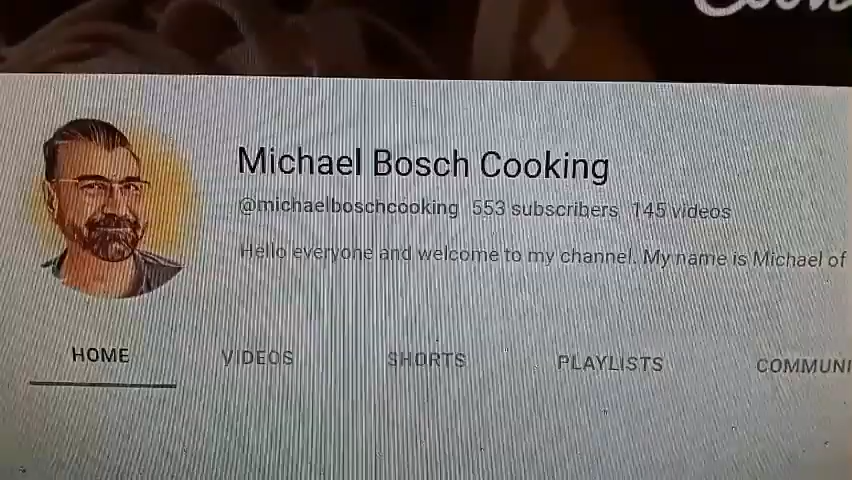 Michael Bosch Cooking
@michaelboschcooking 553 subscribers 145 videos
Hello everyone and welcome to my channel. My name is Michael of
HOME VIDEOS SHORTS PLAYLISTS COMMUNI